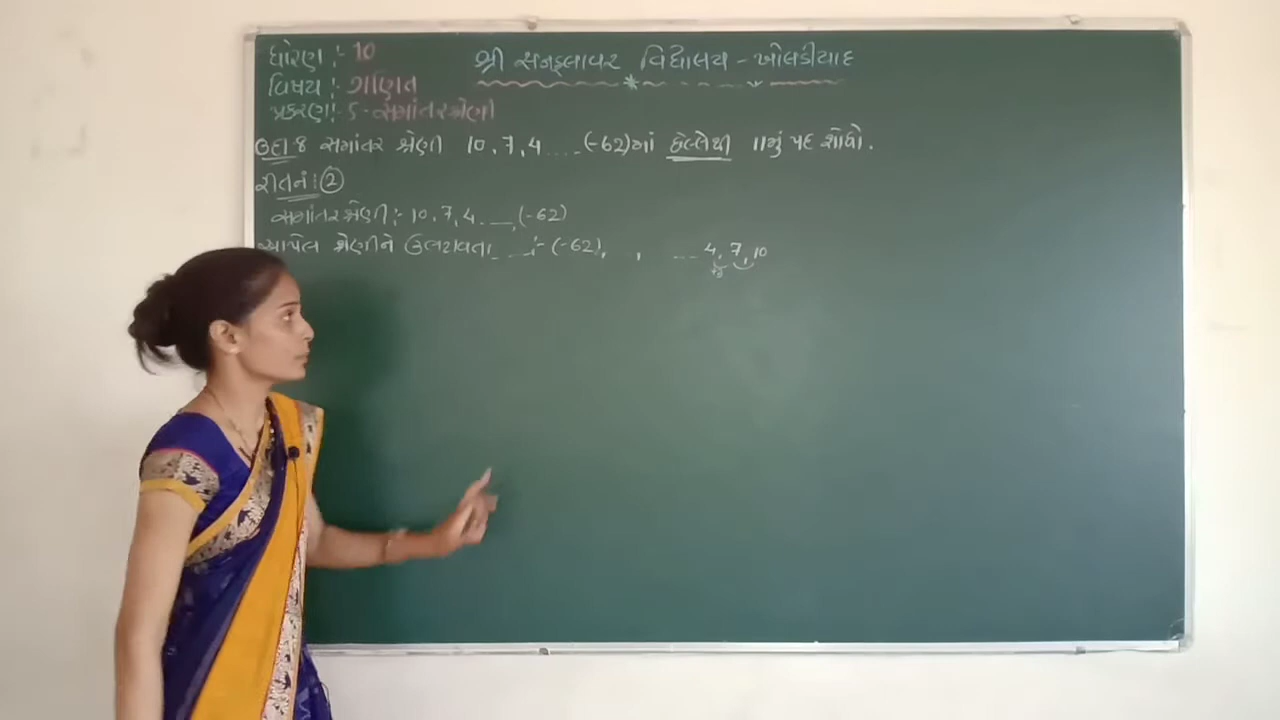 ધોરણ :- 10
શ્રી સનફ્લાવર વિદ્યાલય - ખોલડીયાદ
વિષય :- ગણિત
પ્રકરણ :- 5 - સમાંતર શ્રેણી
ઉદા 8 સમાંતર શ્રેણી 10, 7, 4 .... (-62)માં છેલ્લેથી 11મું પદ શોધો.
રીત નં : 2
સમાંતર શ્રેણી :- 10, 7, 4 ---, (-62)
આપેલ શ્રેણીને ઉલટાવતા :- (-62), , --- 4, 7, 10
+3